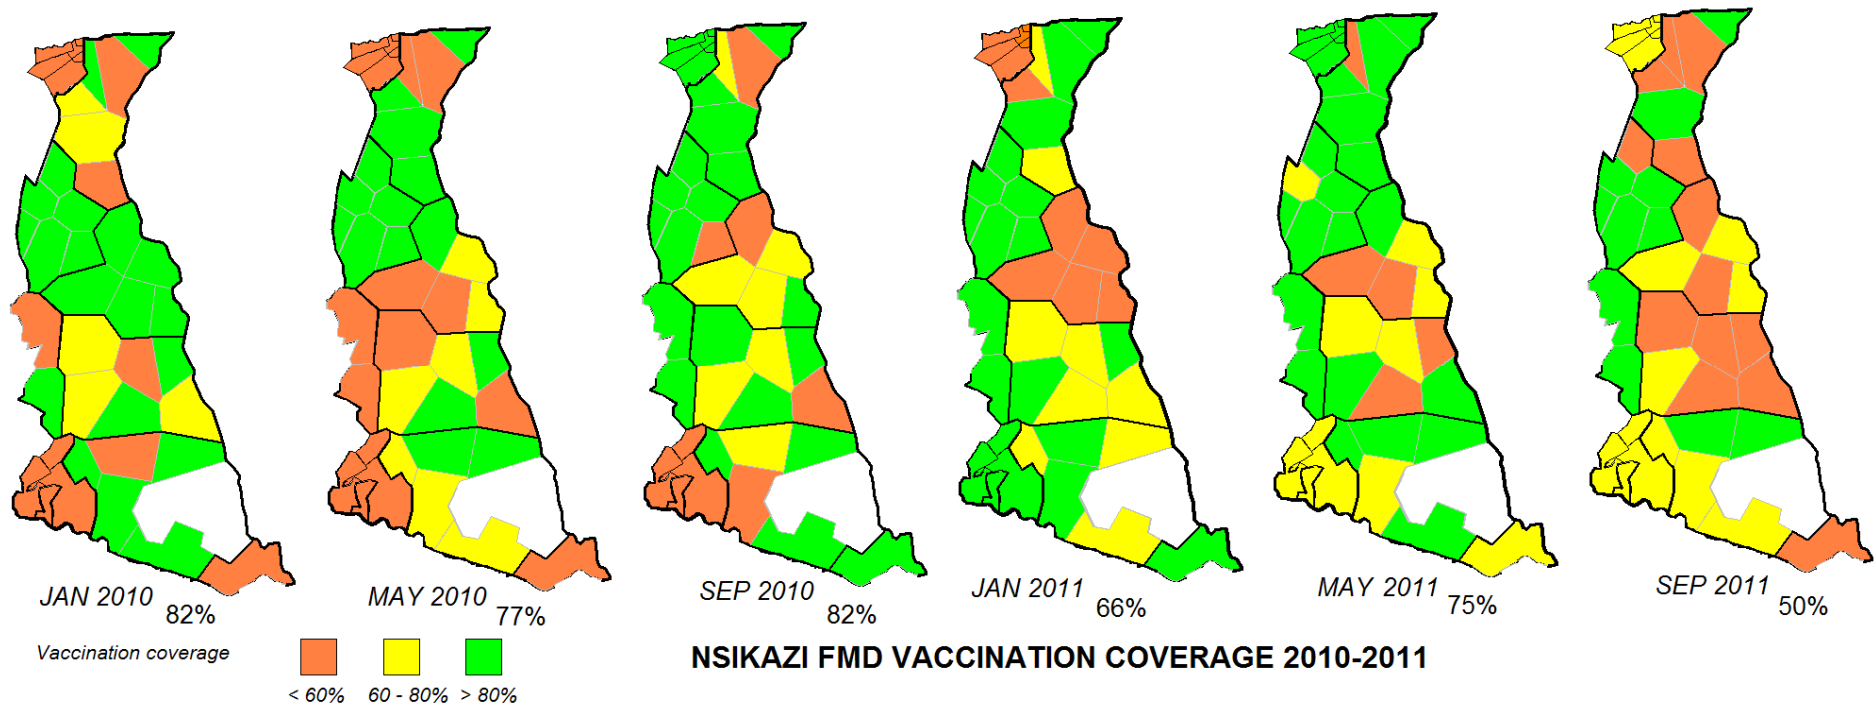 JAN 2010
82%
MAY 2010
77%
SEP 2010
82%
JAN 2011
66%
MAY 2011
75%
SEP 2011
50%
Vaccination coverage
< 60%
60 - 80%
> 80%
NSIKAZI FMD VACCINATION COVERAGE 2010-2011